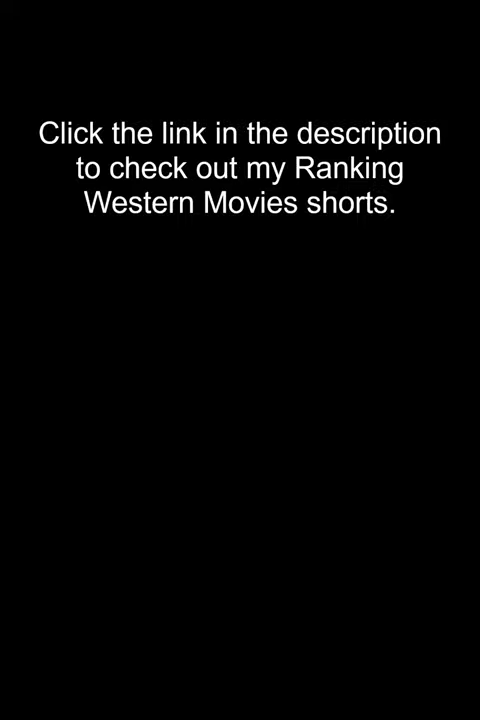 Click the link in the description
to check out my Ranking
Western Movies shorts.